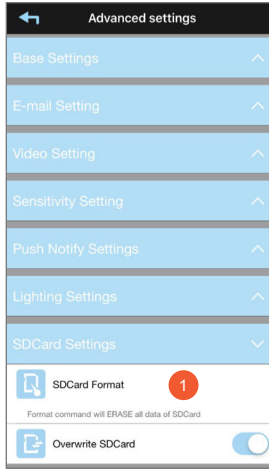 Advanced settings
Base Settings
E-mail Setting
Video Setting
Sensitivity Setting
Push Notify Settings
Lighting Settings
SDCard Settings
SDCard Format
1
Format command will ERASE all data of SDCard
Overwrite SDCard